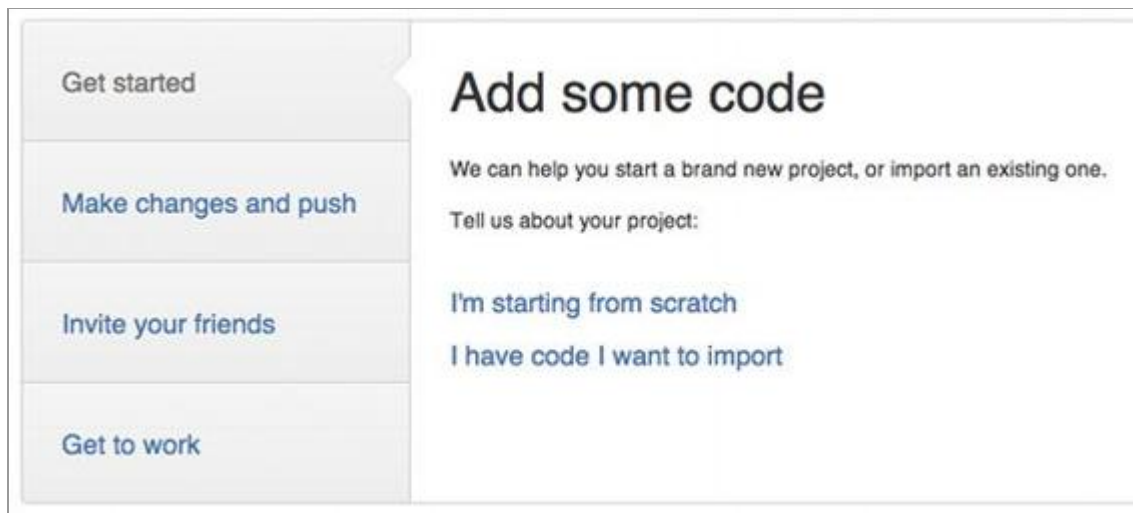 Get started
Make changes and push
Invite your friends
Get to work
Add some code
We can help you start a brand new project, or import an existing one.
Tell us about your project:
I'm starting from scratch
I have code I want to import